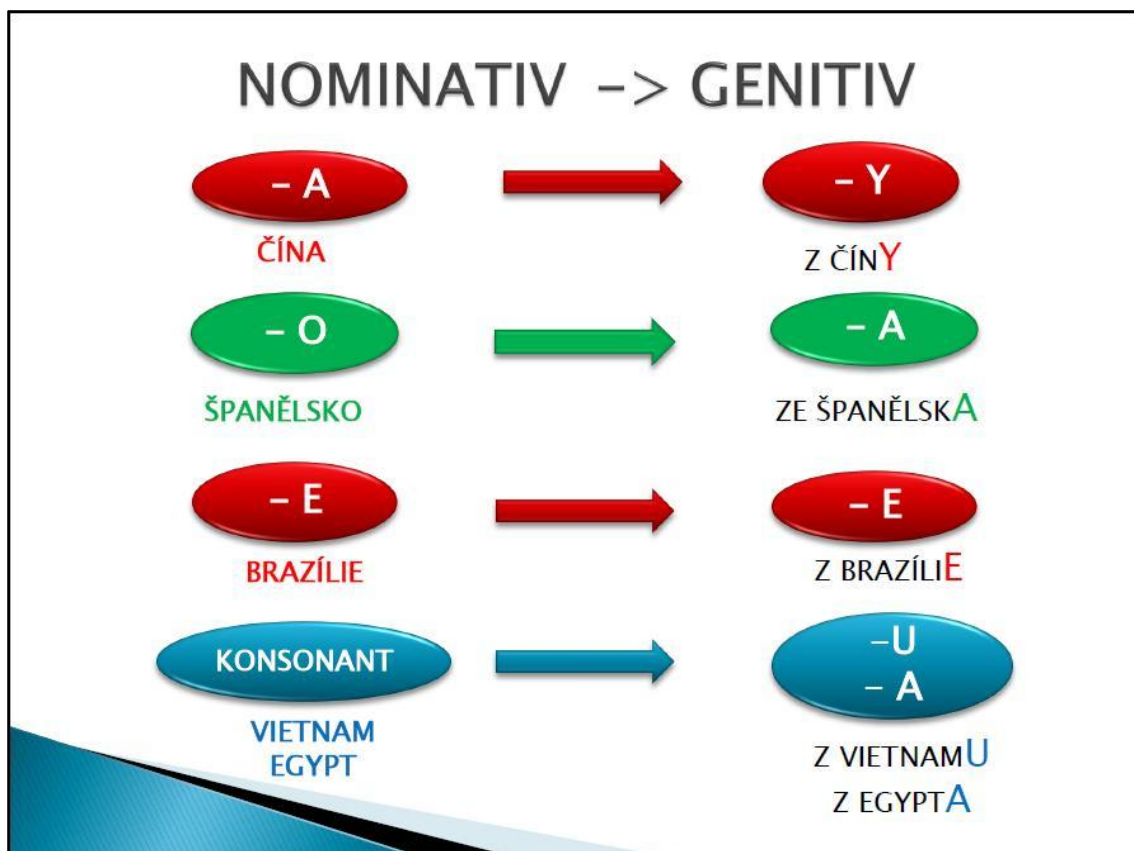 NOMINATIV -> GENITIV
- A
- Y
ČÍNA
Z ČÍNY
- O
- A
ŠPANĚLSKO
ZE ŠPANĚLSKA
- E
- E
BRAZÍLIE
Z BRAZÍLIE
KONSONANT
-U
- A
VIETNAM
EGYPT
Z VIETNAMU
Z EGYPTA